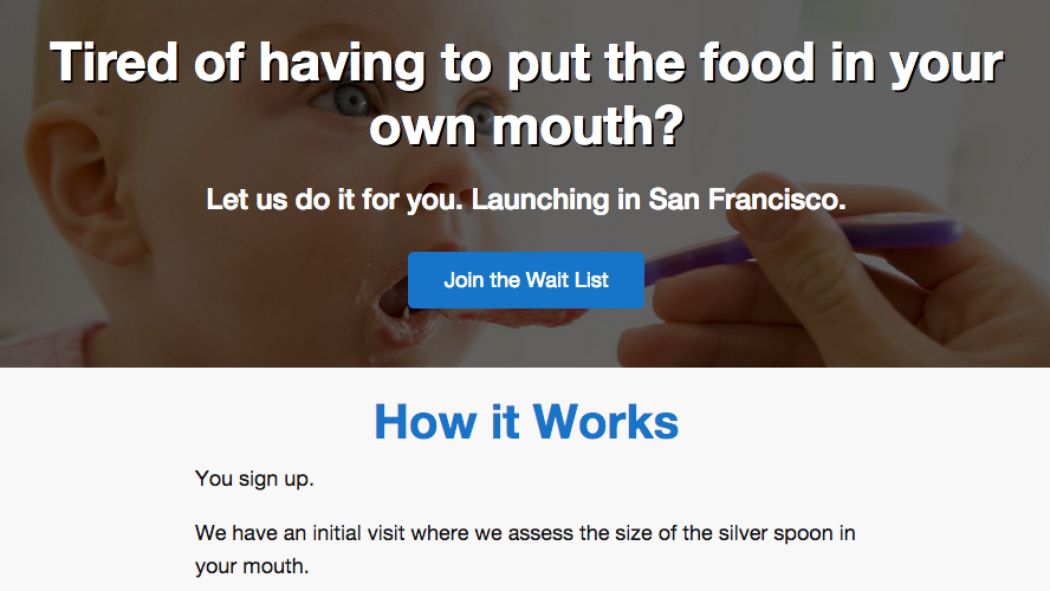 Tired of having to put the food in your
own mouth?
Let us do it for you. Launching in San Francisco.
Join the Wait List
How it Works
You sign up.
We have an initial visit where we assess the size of the silver spoon in
your mouth.